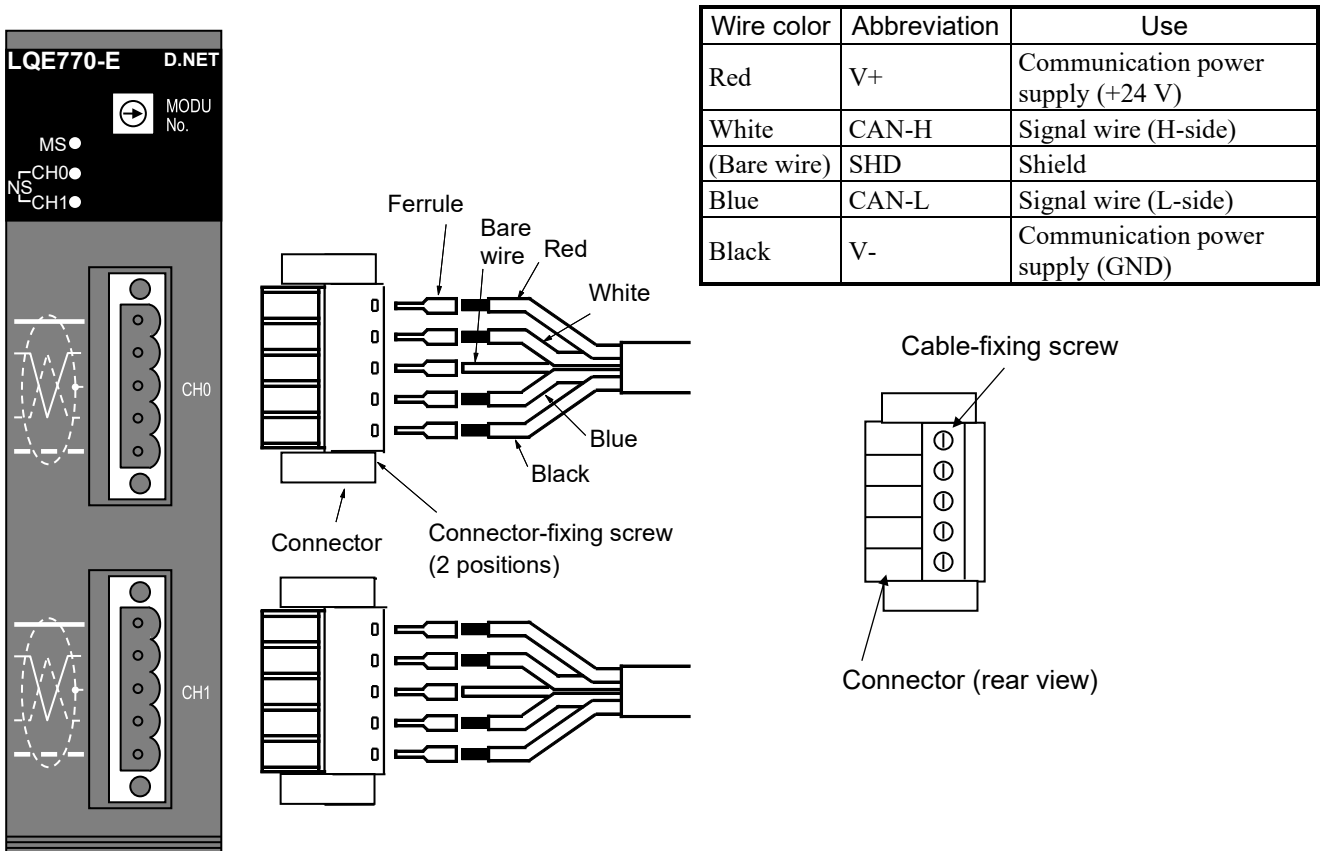 LQE770-E D.NET
MODU
No.
MS
NS
CH0
CH1
CH0
CH1
Ferrule
Bare
wire
Red
White
Blue
Black
Connector
Connector-fixing screw
(2 positions)
Wire color Abbreviation Use
Red V+ Communication power
supply (+24 V)
White CAN-H Signal wire (H-side)
(Bare wire) SHD Shield
Blue CAN-L Signal wire (L-side)
Black V- Communication power
supply (GND)
Cable-fixing screw
Connector (rear view)